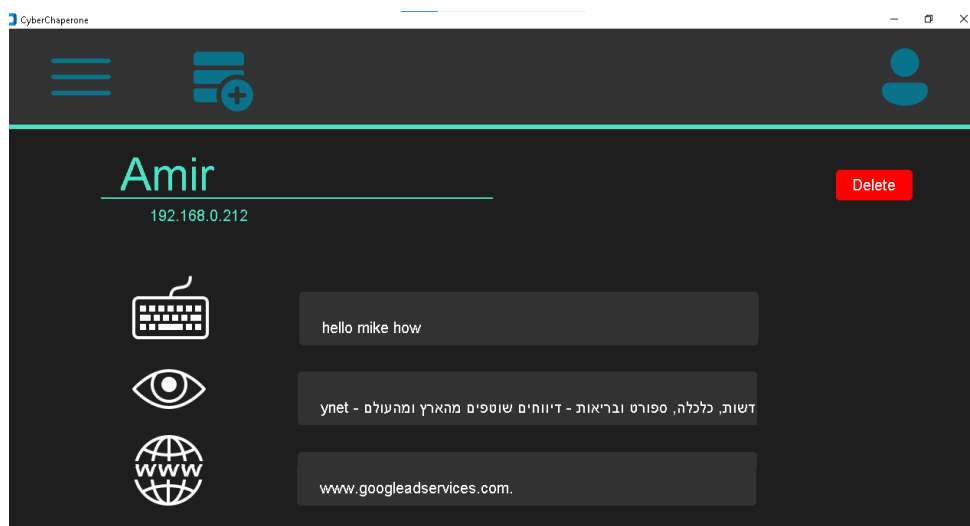 CyberChaperone
Amir
Delete
192.168.0.212
hello mike how
דשות, כלכלה, ספורט ובריאות - דיווחים שוטפים מהארץ ומהעולם - ynet
WWW
www.googleadservices.com.